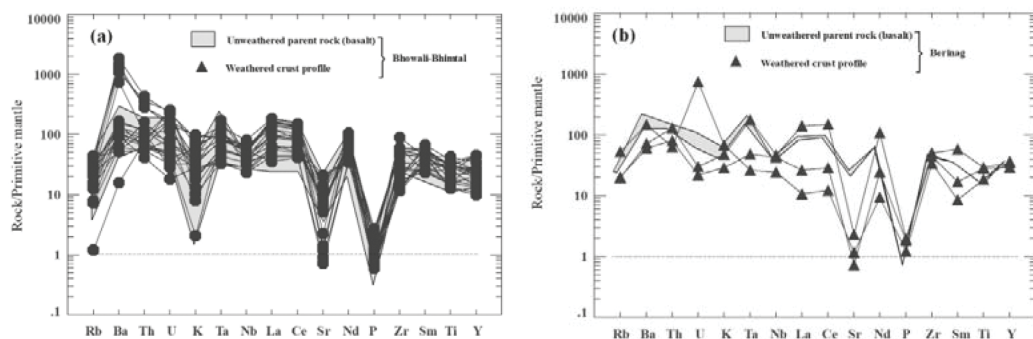 10000
(a)
Unweathered parent rock (basalt)
Bhowali-Bhimtal
Weathered crust profile
1000
100
10
1
.1
Rock/Primitive mantle
Rb Ba Th U K Ta Nb La Ce Sr Nd P Zr Sm Ti Y
10000
(b)
Unweathered parent rock (basalt)
Berinag
Weathered crust profile
1000
100
10
1
.1
Rock/Primitive mantle
Rb Ba Th U K Ta Nb La Ce Sr Nd P Zr Sm Ti Y